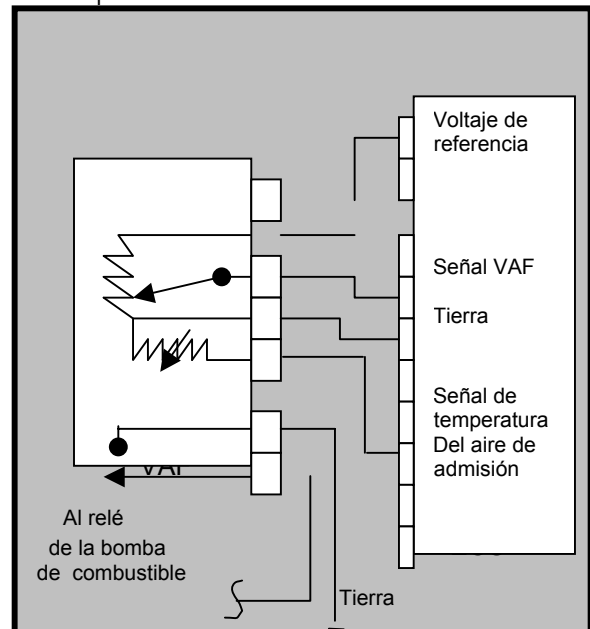 Voltaje de
referencia
Señal VAF
Tierra
Señal de
temperatura
Del aire de
admisión
VAF
Al relé
de la bomba
de combustible
Tierra